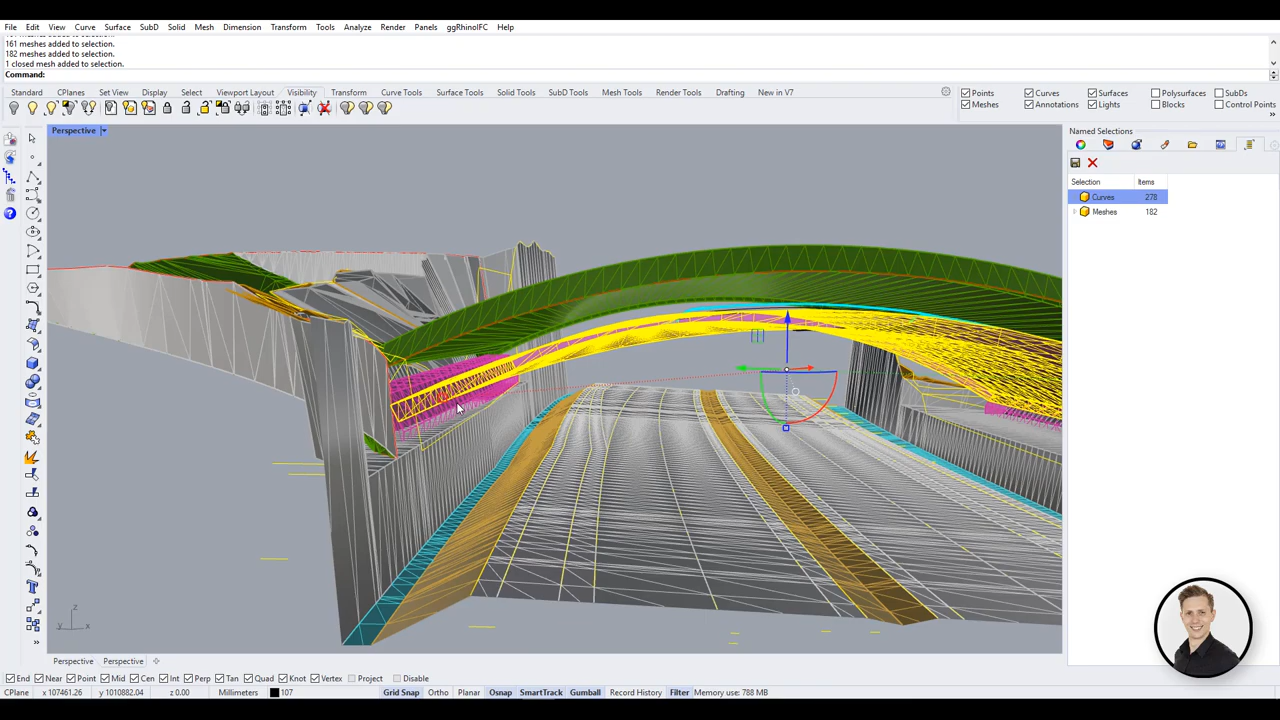 File Edit View Curve Surface SubD Solid Mesh Dimension Transform Tools Analyze Render Panels ggRhinoIFC Help
161 meshes added to selection.
182 meshes added to selection.
1 closed mesh added to selection.
Command:
Standard CPlanes Set View Display Select Viewport Layout Visibility Transform Curve Tools Surface Tools Solid Tools SubD Tools Mesh Tools Render Tools Drafting New in V7
Points Curves Surfaces Polysurfaces SubDs
Meshes Annotations Lights Blocks Control Points
Perspective
Named Selections
Selection Items
Curves 278
Meshes 182
z
y x
Perspective Perspective
End Near Point Mid Cen Int Perp Tan Quad Knot Vertex Project Disable
CPlane x 107461.26 y 1010882.04 z 0.00 Millimeters 107 Grid Snap Ortho Planar Osnap SmartTrack Gumball Record History Filter Memory use: 788 MB